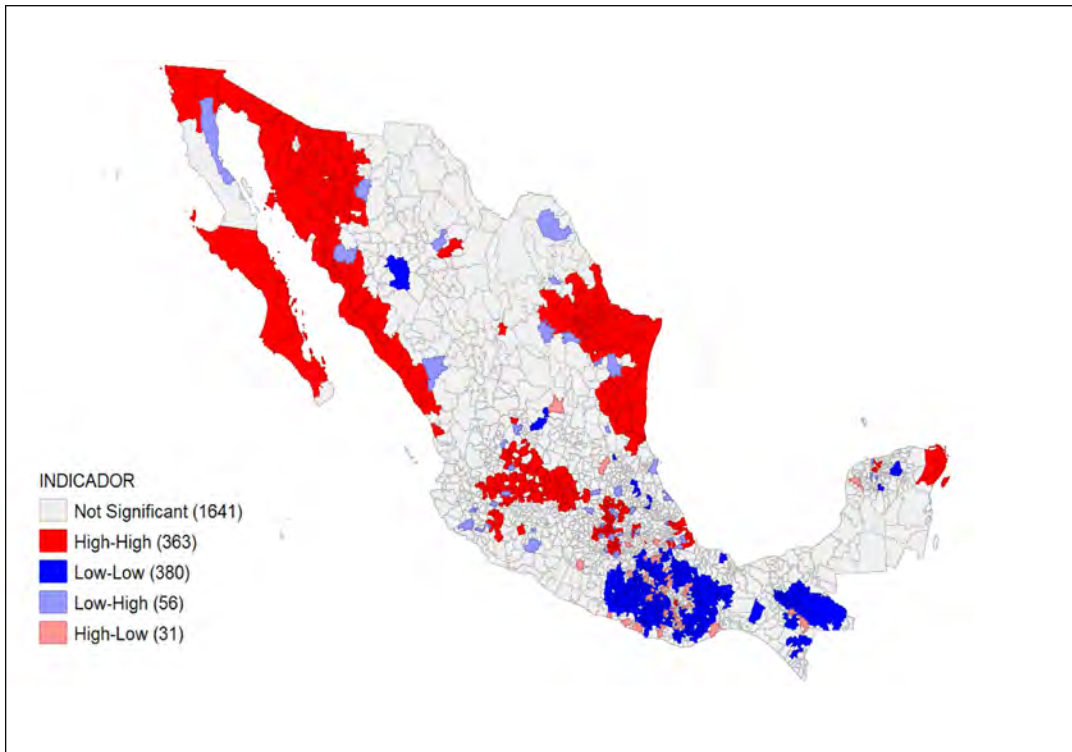 INDICADOR
Not Significant (1641)
High-High (363)
Low-Low (380)
Low-High (56)
High-Low (31)